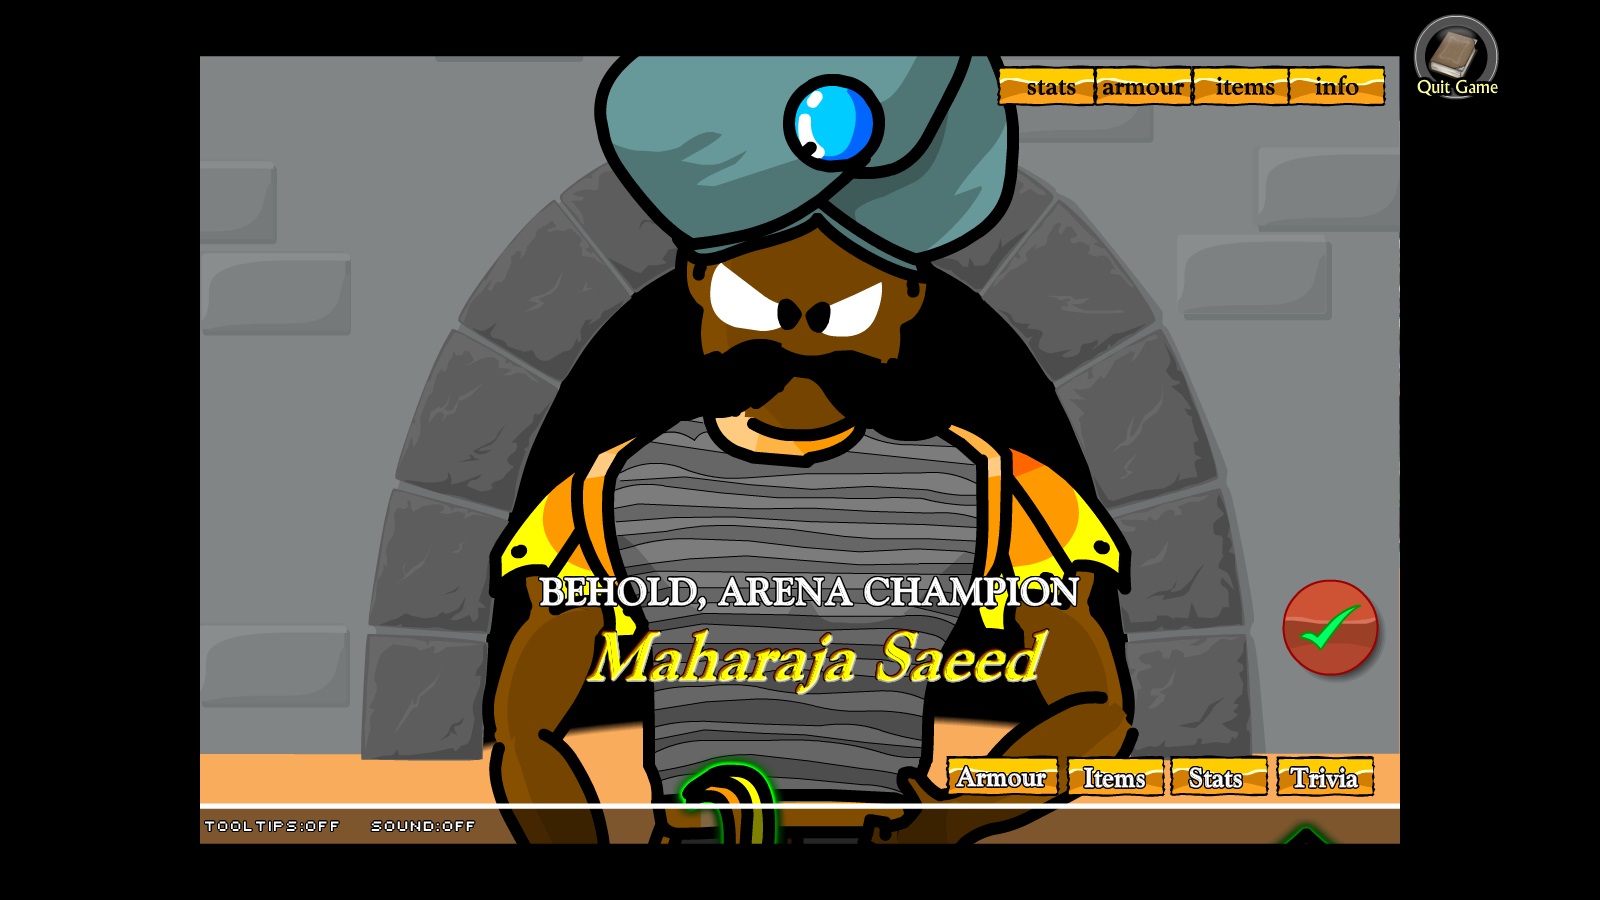 stats armour items info
Quit Game
BEHOLD, ARENA CHAMPION
Maharaja Saeed
Armour Items Stats Trivia
TOOLTIPS:OFF SOUND:OFF